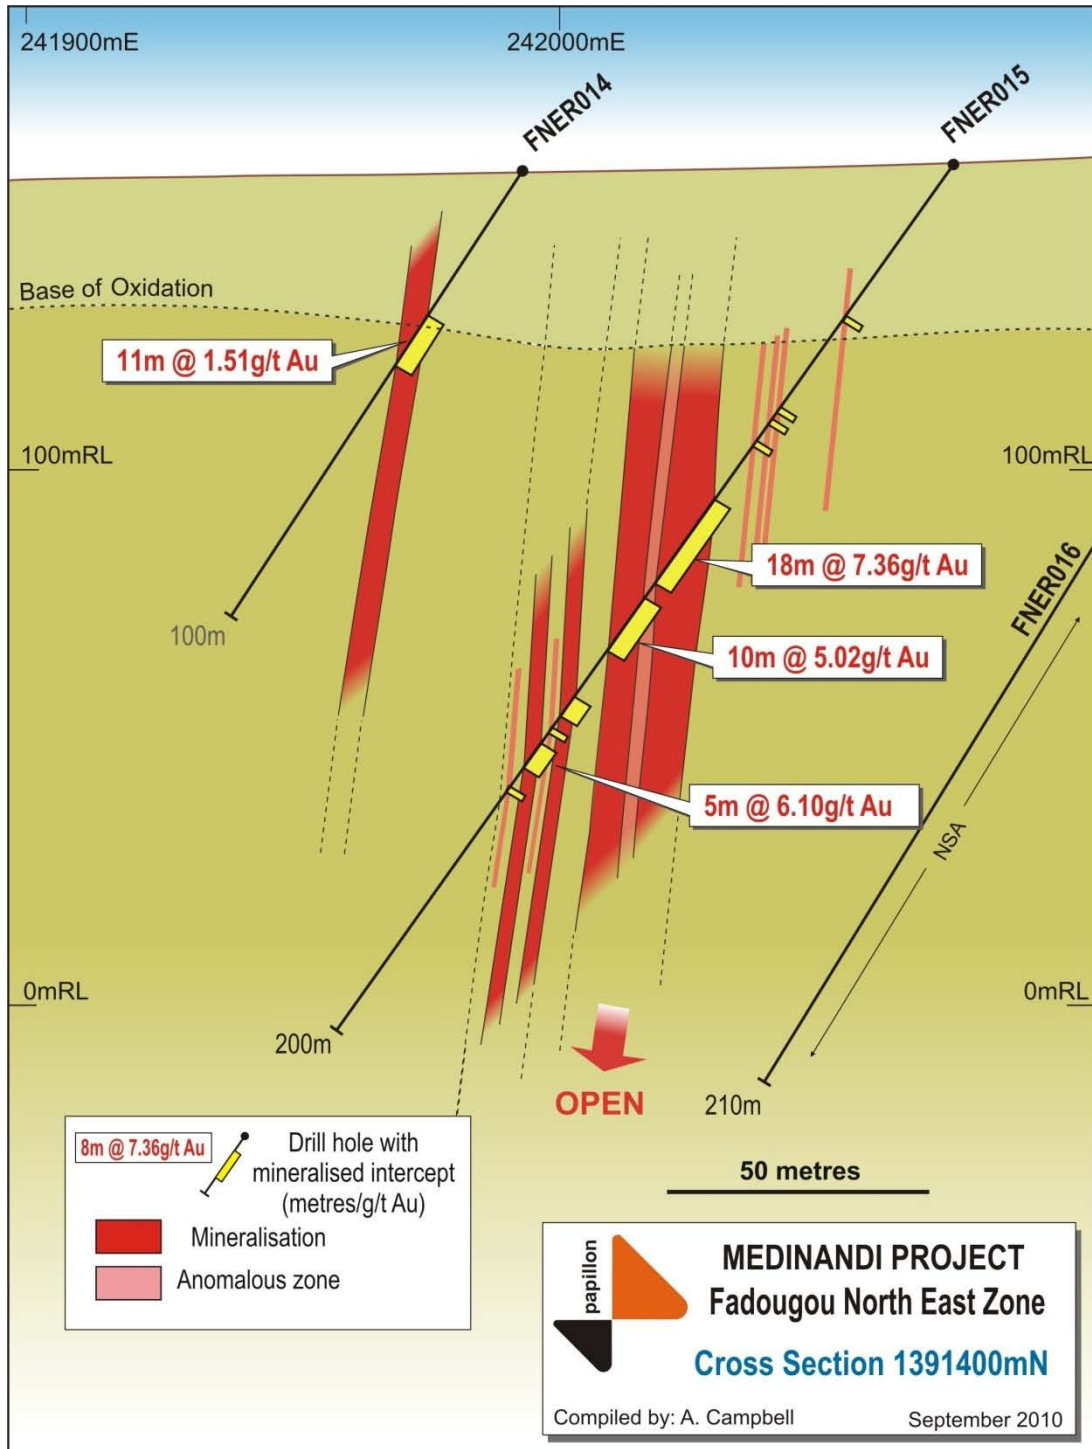 241900mE
242000mE
FNER014
FNER015
Base of Oxidation
11m @ 1.51g/t Au
100mRL
100mRL
18m @ 7.36g/t Au
FNER016
100m
10m @ 5.02g/t Au
5m @ 6.10g/t Au
NSA
0mRL
0mRL
200m
OPEN
210m
8m @ 7.36g/t Au
Drill hole with
mineralised intercept
(metres/g/t Au)
Mineralisation
Anomalous zone
50 metres
papillon
MEDINANDI PROJECT
Fadougou North East Zone
Cross Section 1391400mN
Compiled by: A. Campbell
September 2010